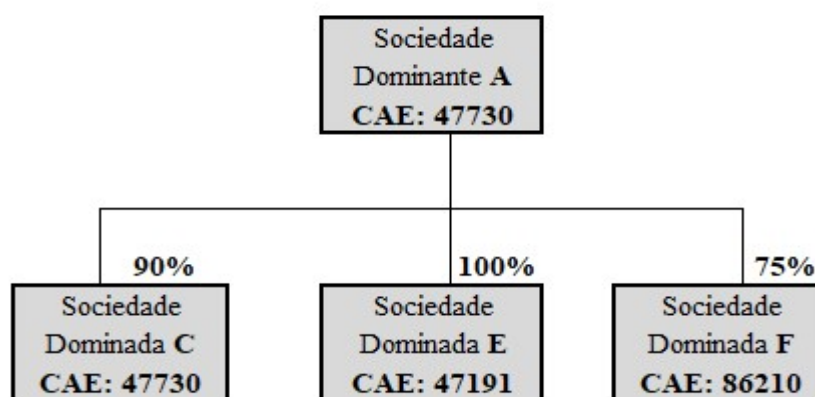 Sociedade
Dominante A
CAE: 47730
90%
100%
75%
Sociedade
Dominada C
CAE: 47730
Sociedade
Dominada E
CAE: 47191
Sociedade
Dominada F
CAE: 86210